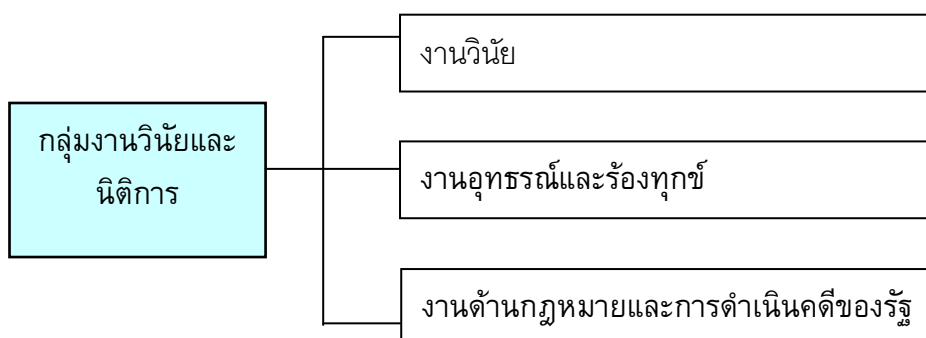 งานวินัย
กลุ่มงานวินัยและ
นิติการ
งานอุทธรณ์และร้องทุกข์
งานด้านกฎหมายและการดำเนินคดีของรัฐ